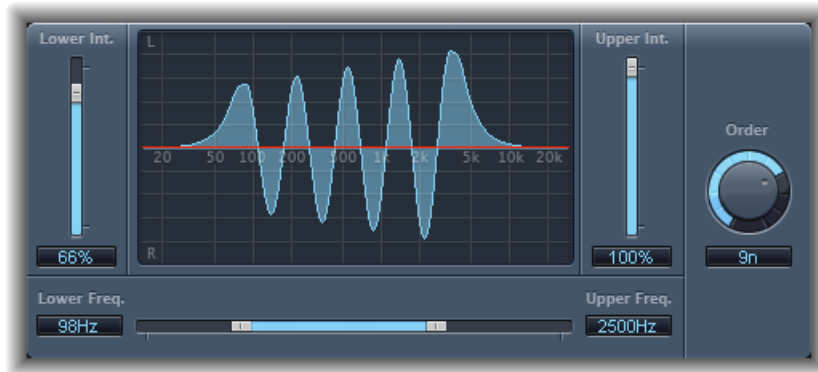 Lower Int.
L
Upper Int.
Order
20 50 100 200 500 1k 2k 5k 10k 20k
R
66%
100%
9n
Lower Freq.
Upper Freq.
98Hz
2500Hz